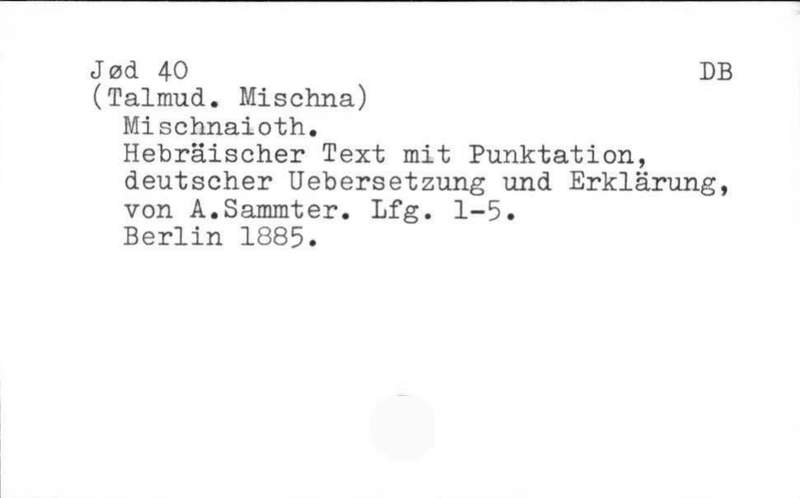 Jød 40 DB
(Talmud. Mischna)
Mischnaioth.
Hebräischer Text mit Punktation,
deutscher Uebersetzung und Erklärung,
von A.Sammter. Lfg. 1-5.
Berlin 1885.